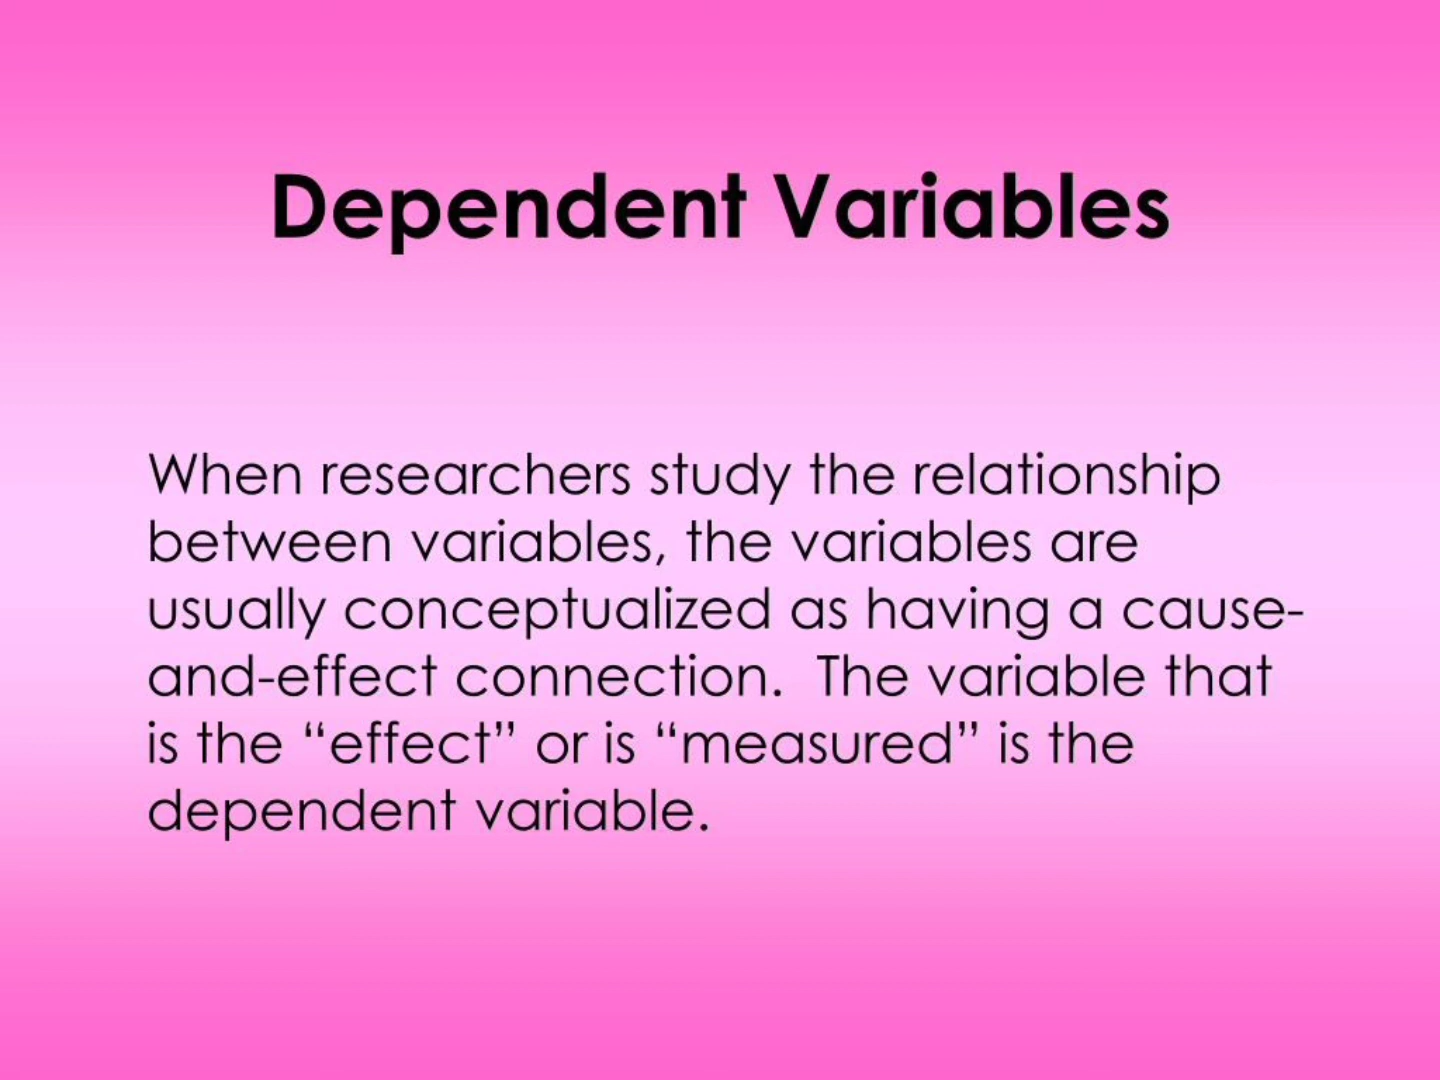 Dependent Variables
When researchers study the relationship
between variables, the variables are
usually conceptualized as having a cause-
and-effect connection.  The variable that
is the “effect” or is “measured” is the
dependent variable.